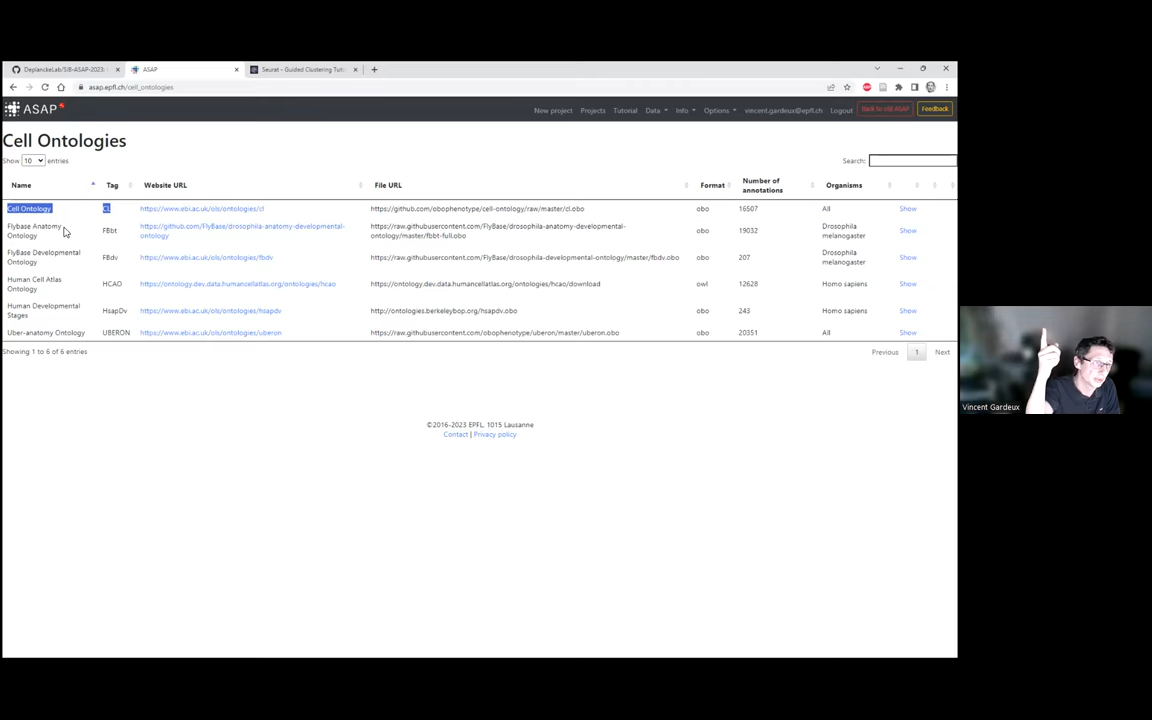 DeplanckeLab/SIB-ASAP-2023:
ASAP
Seurat - Guided Clustering Tut
asap.epfl.ch/cell_ontologies
ASAP
New project Projects Tutorial Data Info Options vincent.gardeux@epfl.ch Logout Back to old ASAP Feedback
Cell Ontologies
Show 10 entries
Search:
Name Tag Website URL File URL Format Number of annotations Organisms
Cell Ontology CL https://www.ebi.ac.uk/ols/ontologies/cl https://github.com/obophenotype/cell-ontology/raw/master/cl.obo obo 16507 All Show
Flybase Anatomy Ontology FBbt https://github.com/FlyBase/drosophila-anatomy-developmental-ontology https://raw.githubusercontent.com/FlyBase/drosophila-anatomy-developmental-ontology/master/fbbt-full.obo obo 19032 Drosophila melanogaster Show
FlyBase Developmental Ontology FBdv https://www.ebi.ac.uk/ols/ontologies/fbdv https://raw.githubusercontent.com/FlyBase/drosophila-developmental-ontology/master/fbdv.obo obo 207 Drosophila melanogaster Show
Human Cell Atlas Ontology HCAO https://ontology.dev.data.humancellatlas.org/ontologies/hcao https://ontology.dev.data.humancellatlas.org/ontologies/hcao/download owl 12628 Homo sapiens Show
Human Developmental Stages HsapDv https://www.ebi.ac.uk/ols/ontologies/hsapdv http://ontologies.berkeleybop.org/hsapdv.obo obo 243 Homo sapiens Show
Uber-anatomy Ontology UBERON https://www.ebi.ac.uk/ols/ontologies/uberon https://raw.githubusercontent.com/obophenotype/uberon/master/uberon.obo obo 20351 All Show
Showing 1 to 6 of 6 entries
Previous 1 Next
Vincent Gardeux
©2016-2023 EPFL, 1015 Lausanne
Contact | Privacy policy